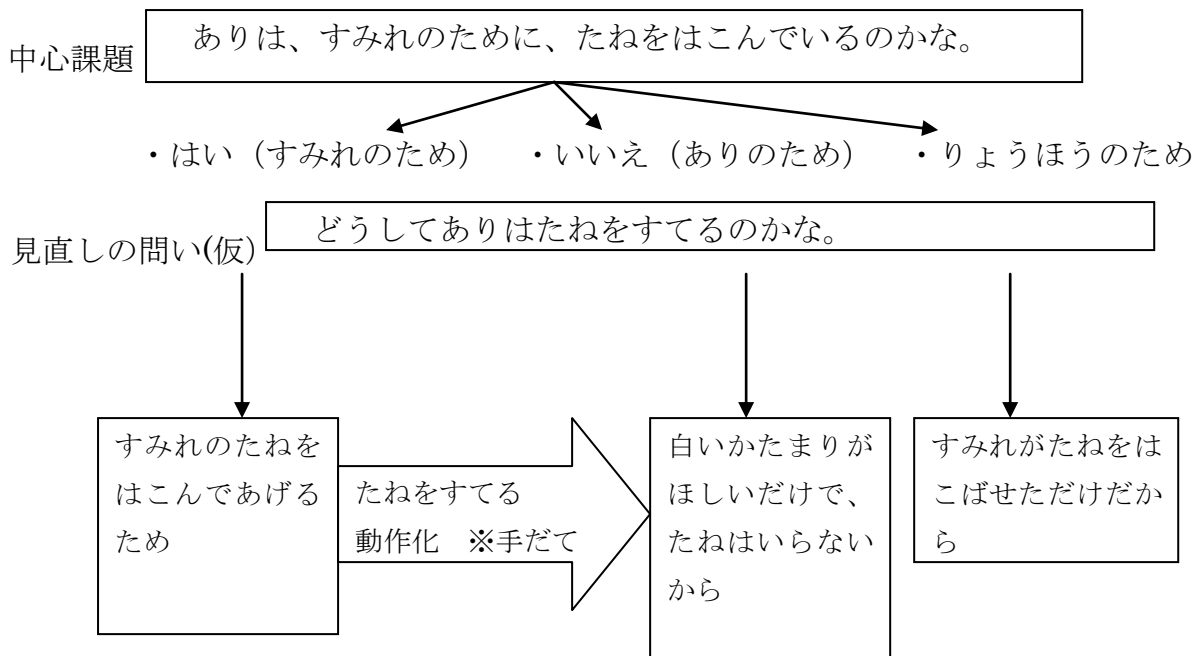 中心課題
ありは、すみれのために、たねをはこんでいるのかな。
・はい（すみれのため）　・いいえ（ありのため）　・りょうほうのため
見直しの問い(仮)
どうしてありはたねをすてるのかな。
すみれのたねを
はこんであげる
ため
たねをすてる
動作化　※手だて
白いかたまりが
ほしいだけで、
たねはいらない
から
すみれがたねをは
こばせただけだか
ら